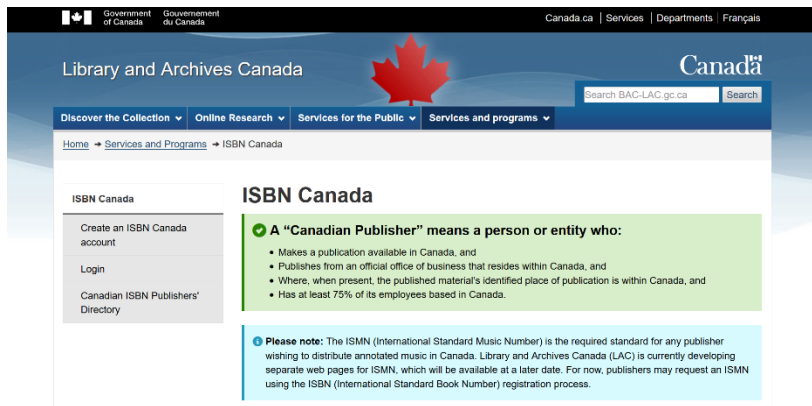 Government of Canada Gouvernement du Canada
Canada.ca | Services | Departments | Français
Library and Archives Canada
Canada
Search BAC-LAC.gc.ca Search
Discover the Collection Online Research Services for the Public Services and programs
Home → Services and Programs → ISBN Canada
ISBN Canada
Create an ISBN Canada
account
Login
Canadian ISBN Publishers'
Directory
ISBN Canada
A “Canadian Publisher” means a person or entity who:
• Makes a publication available in Canada, and
• Publishes from an official office of business that resides within Canada, and
• Where, when present, the published material's identified place of publication is within Canada, and
• Has at least 75% of its employees based in Canada.
Please note: The ISMN (International Standard Music Number) is the required standard for any publisher
wishing to distribute annotated music in Canada. Library and Archives Canada (LAC) is currently developing
separate web pages for ISMN, which will be available at a later date. For now, publishers may request an ISMN
using the ISBN (International Standard Book Number) registration process.